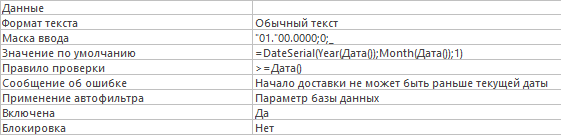 Данные
Формат текста Обычный текст
Маска ввода "01."00.0000;0;_
Значение по умолчанию =DateSerial(Year(Дата());Month(Дата());1)
Правило проверки >=Дата()
Сообщение об ошибке Начало доставки не может быть раньше текущей даты
Применение автофильтра Параметр базы данных
Включена Да
Блокировка Нет